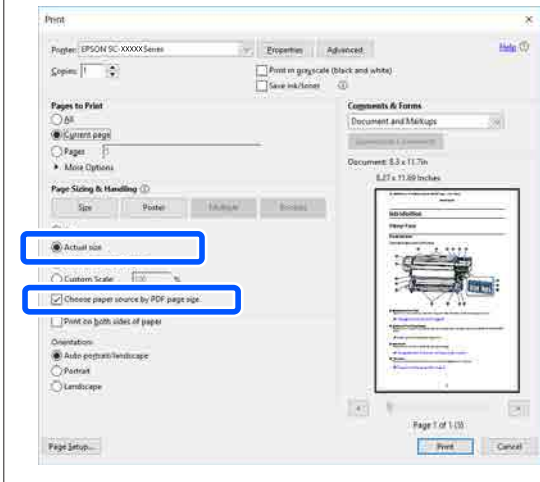 Print
Printer: EPSON SC-XXXXX Series
Properties
Advanced
Help
Copies: 1
Print in grayscale (black and white)
Save ink/toner
Pages to Print
All
Current page
Pages
More Options
Comments & Forms
Document and Markups
Summarize Comments
Document: 8.3 x 11.7in
8.27 x 11.69 Inches
Page Sizing & Handling
Size
Poster
Multiple
Booklet
Actual size
Custom Scale: 100 %
Choose paper source by PDF page size
Print on both sides of paper
Orientation:
Auto portrait/landscape
Portrait
Landscape
Introduction
Page 1 of 1
Page Setup...
Print
Cancel